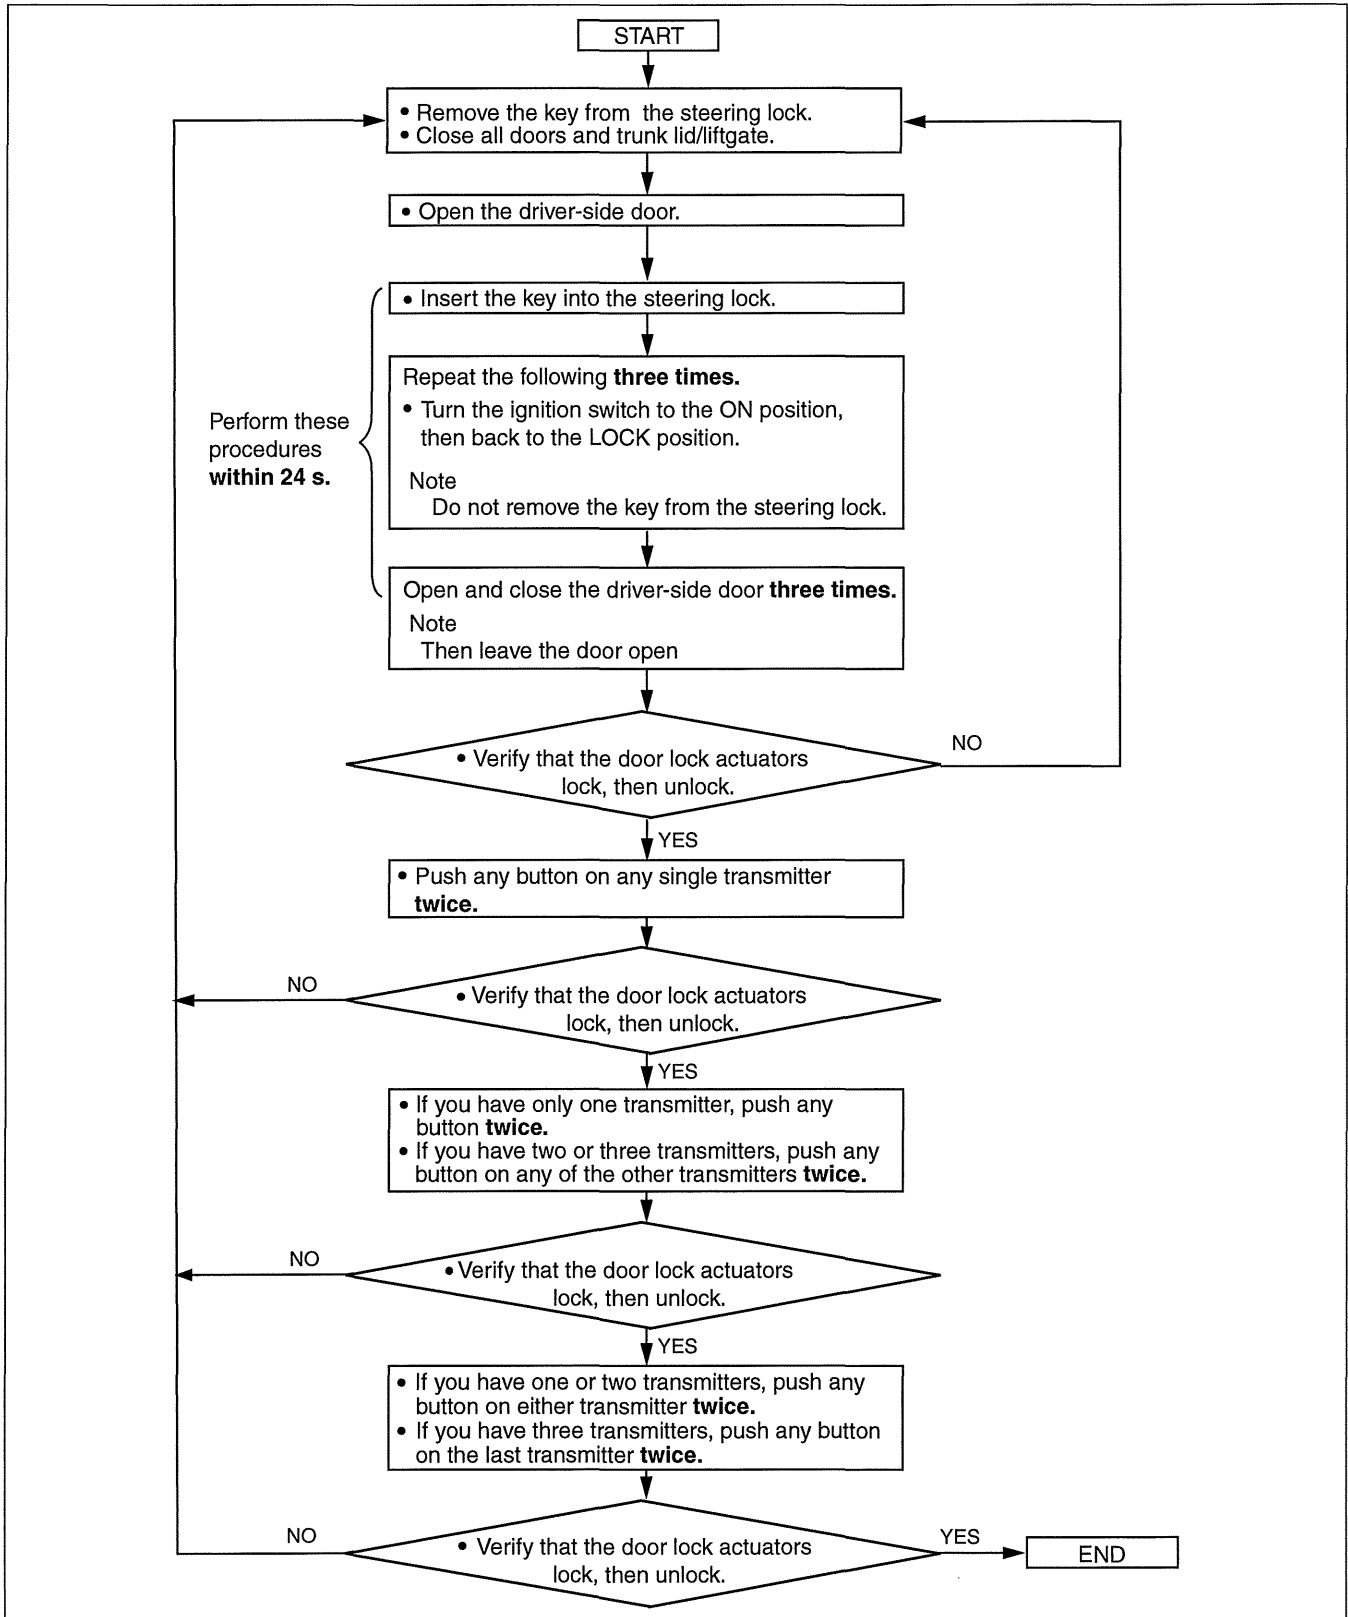 START
• Remove the key from the steering lock.
• Close all doors and trunk lid/liftgate.
• Open the driver-side door.
• Insert the key into the steering lock.
Repeat the following three times.
• Turn the ignition switch to the ON position,
then back to the LOCK position.
Note
Do not remove the key from the steering lock.
Perform these
procedures
within 24 s.
Open and close the driver-side door three times.
Note
Then leave the door open
• Verify that the door lock actuators
lock, then unlock.
NO
YES
• Push any button on any single transmitter
twice.
NO
• Verify that the door lock actuators
lock, then unlock.
YES
• If you have only one transmitter, push any
button twice.
• If you have two or three transmitters, push any
button on any of the other transmitters twice.
NO
• Verify that the door lock actuators
lock, then unlock.
YES
• If you have one or two transmitters, push any
button on either transmitter twice.
• If you have three transmitters, push any button
on the last transmitter twice.
NO
• Verify that the door lock actuators
lock, then unlock.
YES
END